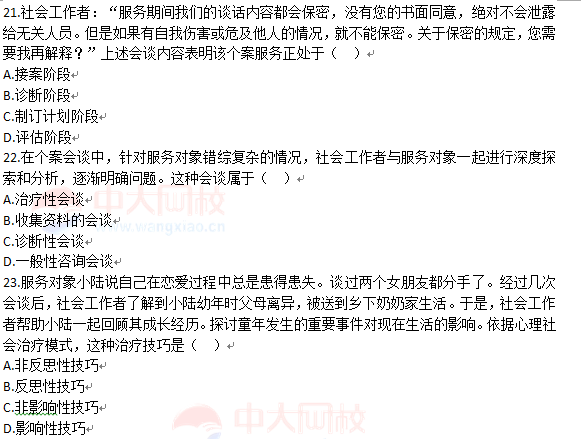 21.社会工作者：“服务期间我们的谈话内容都会保密，没有您的书面同意，绝对不会泄露
给无关人员。但是如果有自我伤害或危及他人的情况，就不能保密。关于保密的规定，您需
要我再解释？”上述会谈内容表明该个案服务正处于（　）
A.接案阶段
B.诊断阶段
C.制订计划阶段
D.评估阶段
22.在个案会谈中，针对服务对象错综复杂的情况，社会工作者与服务对象一起进行深度探
索和分析，逐渐明确问题。这种会谈属于（　）
A.治疗性会谈
B.收集资料的会谈
C.诊断性会谈
D.一般性咨询会谈
中大网校
www.wangxiao.cn
23.服务对象小陆说自己在恋爱过程中总是患得患失。谈过两个女朋友都分手了。经过几次
会谈后，社会工作者了解到小陆幼年时父母离异，被送到乡下奶奶家生活。于是，社会工作
者帮助小陆一起回顾其成长经历。探讨童年发生的重要事件对现在生活的影响。依据心理社
会治疗模式，这种治疗技巧是（　）
A.非反思性技巧
B.反思性技巧
C.非影响性技巧
D.影响性技巧
中大网校